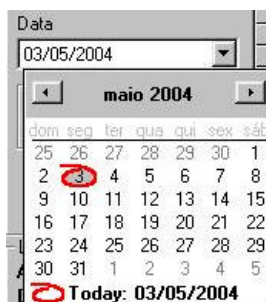 Data
03/05/2004
maio 2004
dom seg ter qua qui sex sáb
25 26 27 28 29 30 1
2 3 4 5 6 7 8
9 10 11 12 13 14 15
16 17 18 19 20 21 22
23 24 25 26 27 28 29
30 31 1 2 3 4 5
Today: 03/05/2004